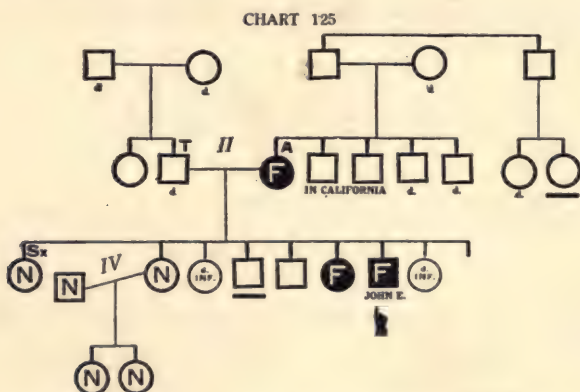 CHART 125
d. d. d.
T II A
F
d. IN CALIFORNIA d. d. d.
Sx
N IV N d. INF. F F d. INF.
N JOHN E.
N N